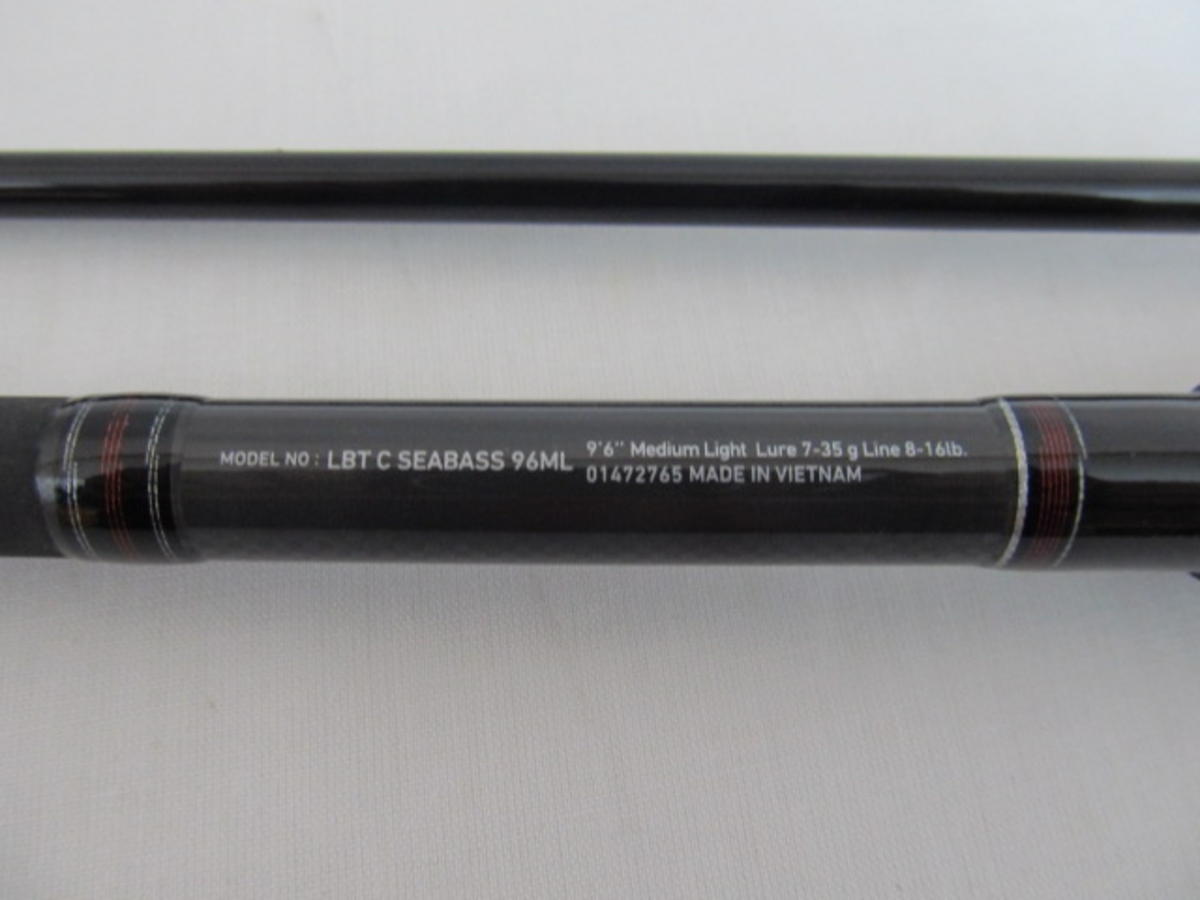 MODEL NO : LBT C SEABASS 96ML
9'6'' Medium Light Lure 7-35 g Line 8-16lb.
01472765 MADE IN VIETNAM